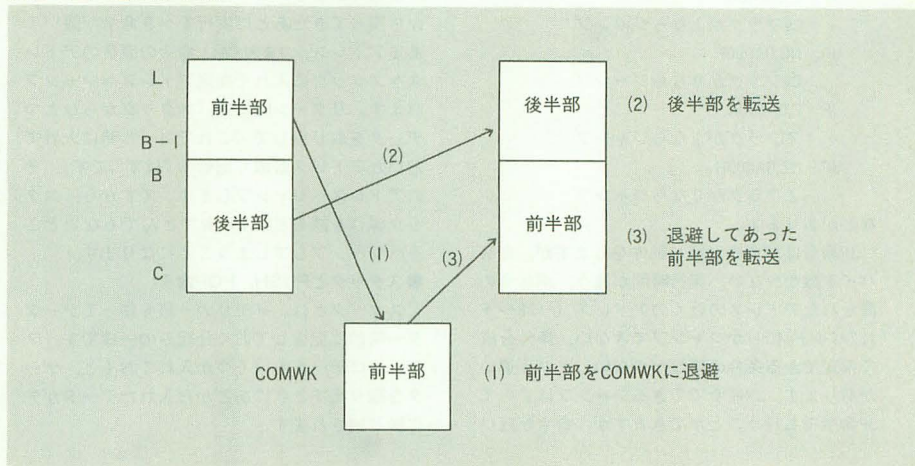 L
前半部
B−1
B
後半部
C
(2)
(1)
(3)
後半部
(2) 後半部を転送
前半部
(3) 退避してあった
前半部を転送
COMWK
前半部
(1) 前半部をCOMWKに退避